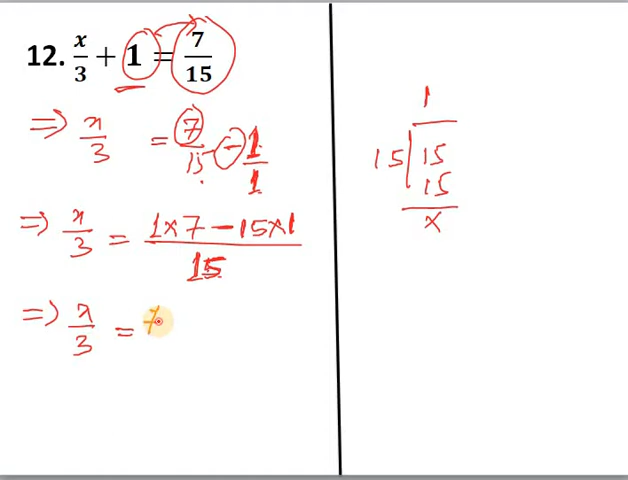 12. x/3 + 1 = 7/15
⇒ x/3 = 7/15 - 1/1
⇒ x/3 = 1×7-15×1/15
⇒ x/3 = 7
1
15 15
15
x